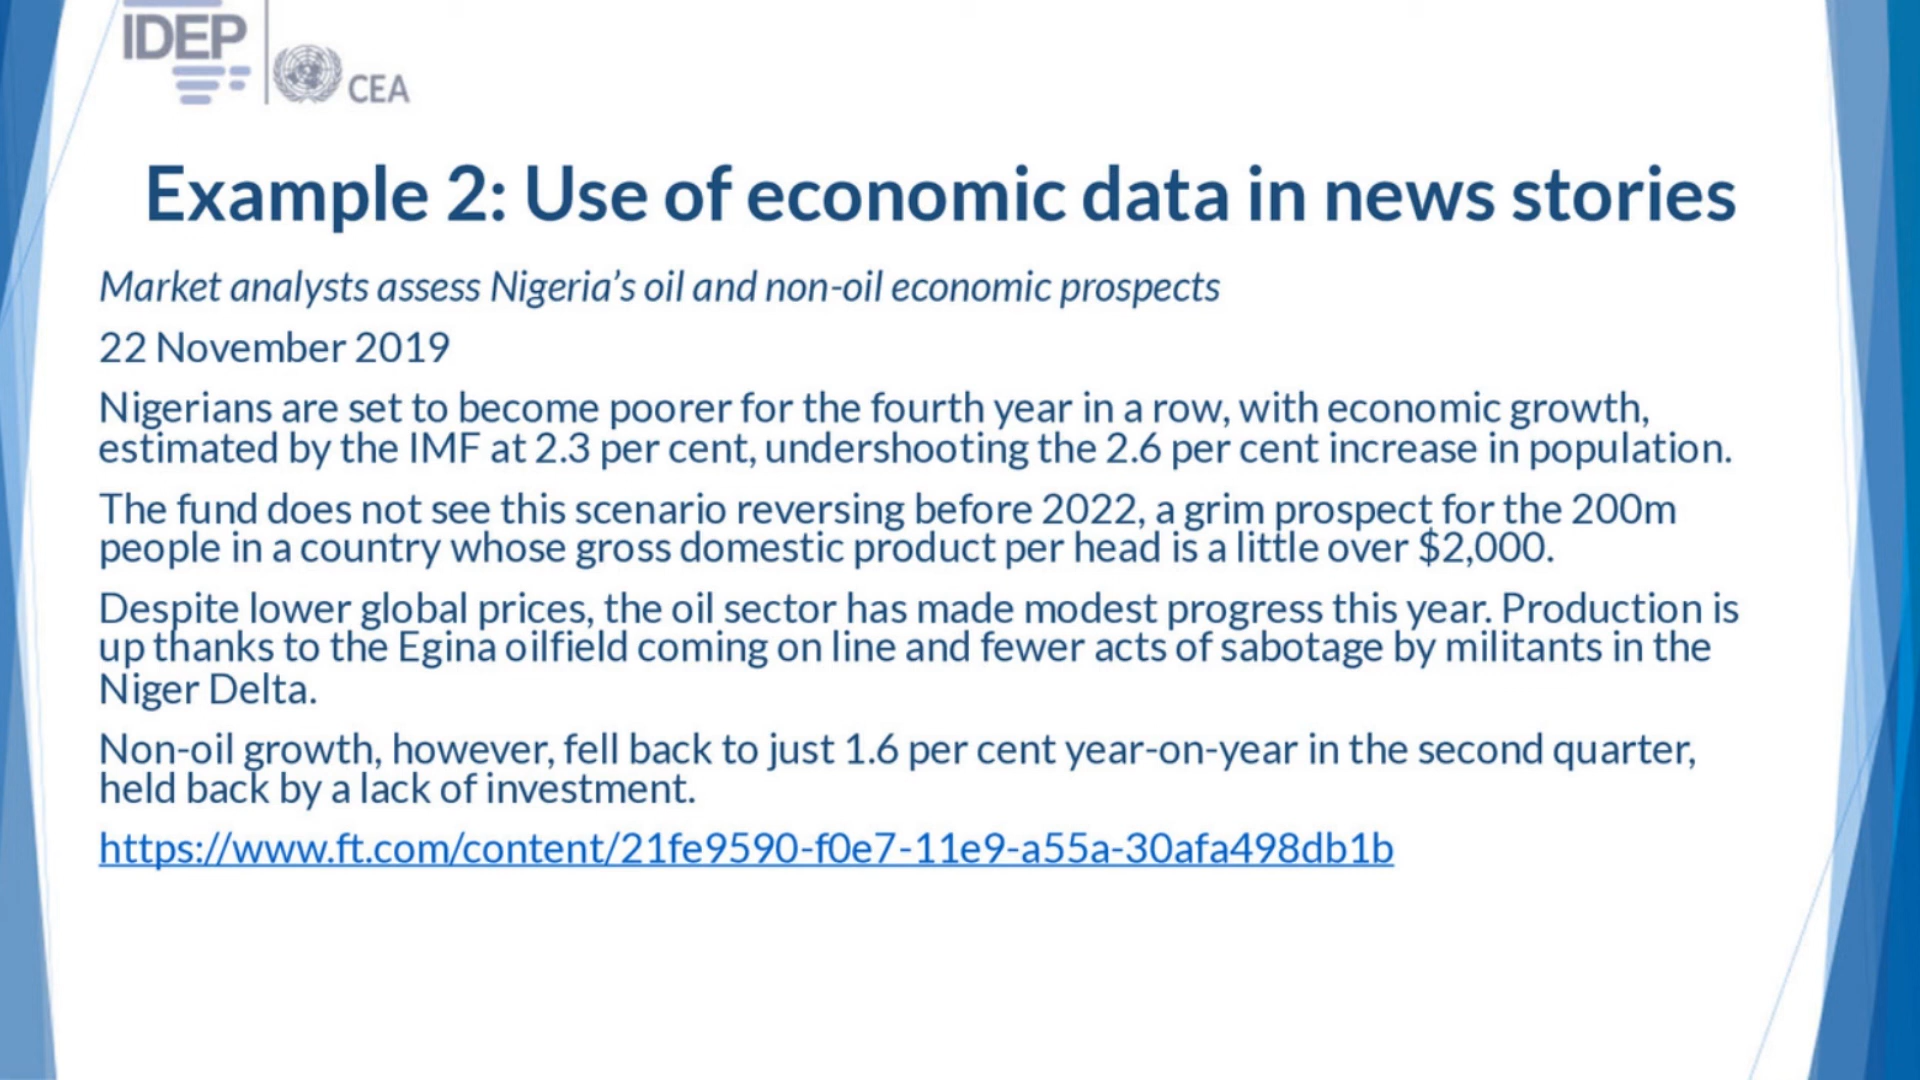 IDEP
CEA
Example 2: Use of economic data in news stories
Market analysts assess Nigeria’s oil and non-oil economic prospects
22 November 2019
Nigerians are set to become poorer for the fourth year in a row, with economic growth,
estimated by the IMF at 2.3 per cent, undershooting the 2.6 per cent increase in population.
The fund does not see this scenario reversing before 2022, a grim prospect for the 200m
people in a country whose gross domestic product per head is a little over $2,000.
Despite lower global prices, the oil sector has made modest progress this year. Production is
up thanks to the Egina oilfield coming on line and fewer acts of sabotage by militants in the
Niger Delta.
Non-oil growth, however, fell back to just 1.6 per cent year-on-year in the second quarter,
held back by a lack of investment.
https://www.ft.com/content/21fe9590-f0e7-11e9-a55a-30afa498db1b